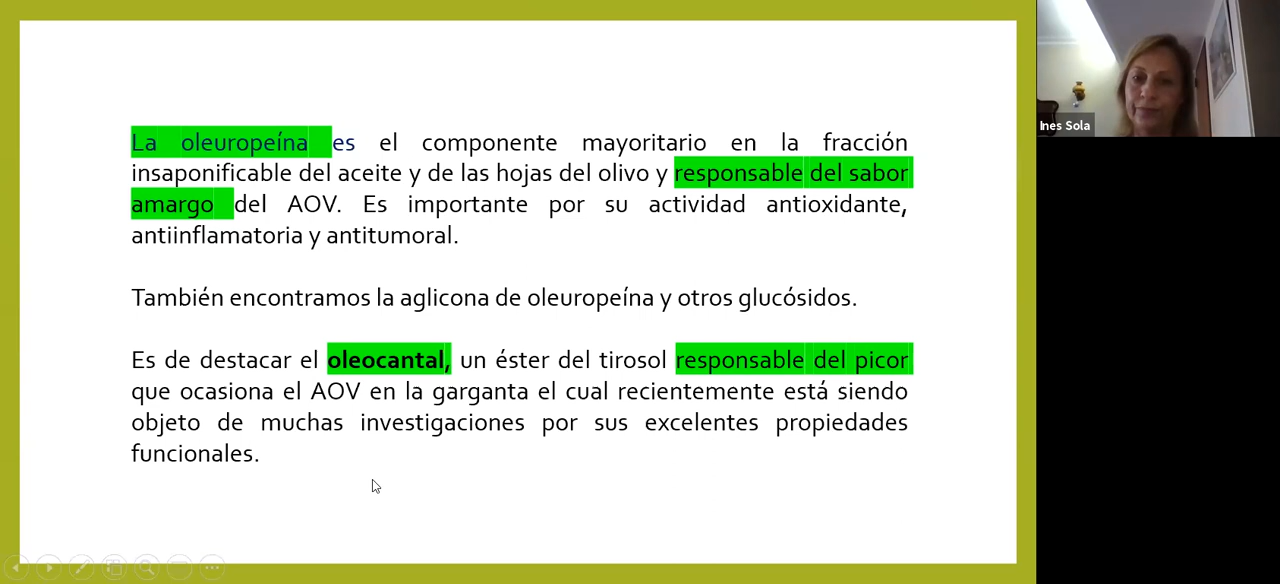 La oleuropeína es el componente mayoritario en la fracción
insaponificable del aceite y de las hojas del olivo y responsable del sabor
amargo del AOV. Es importante por su actividad antioxidante,
antiinflamatoria y antitumoral.
También encontramos la aglicona de oleuropeína y otros glucósidos.
Es de destacar el oleocantal, un éster del tirosol responsable del picor
que ocasiona el AOV en la garganta el cual recientemente está siendo
objeto de muchas investigaciones por sus excelentes propiedades
funcionales.
Ines Sola